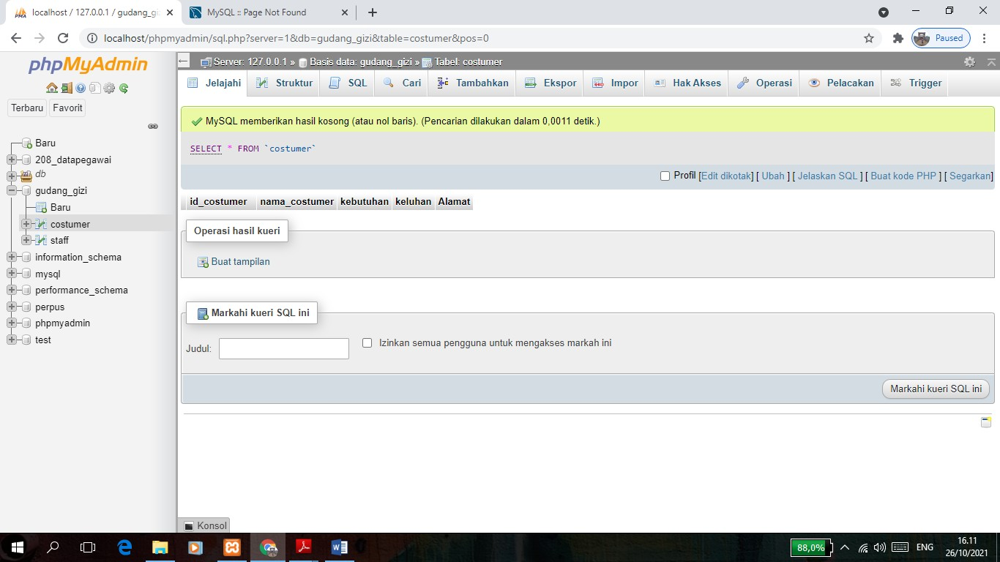 localhost / 127.0.0.1 / gudang_gi
MySQL :: Page Not Found
localhost/phpmyadmin/sql.php?server=1&db=gudang_gizi&table=costumer&pos=0
Paused
phpMyAdmin
Terbaru Favorit
Baru
208_datapegawai
db
gudang_gizi
Baru
costumer
staff
information_schema
mysql
performance_schema
perpus
phpmyadmin
test
Server: 127.0.0.1 » Basis data: gudang_gizi » Tabel: costumer
Jelajahi Struktur SQL Cari Tambahkan Ekspor Impor Hak Akses Operasi Pelacakan Trigger
MySQL memberikan hasil kosong (atau nol baris). (Pencarian dilakukan dalam 0,0011 detik.)
SELECT * FROM `costumer`
Profil [Edit dikotak] [ Ubah ] [ Jelaskan SQL ] [ Buat kode PHP ] [ Segarkan]
id_costumer nama_costumer kebutuhan keluhan Alamat
Operasi hasil kueri
Buat tampilan
Markahi kueri SQL ini
Judul: Izinkan semua pengguna untuk mengakses markah ini
Markahi kueri SQL ini
Konsol
88,0% ENG 16.11
26/10/2021